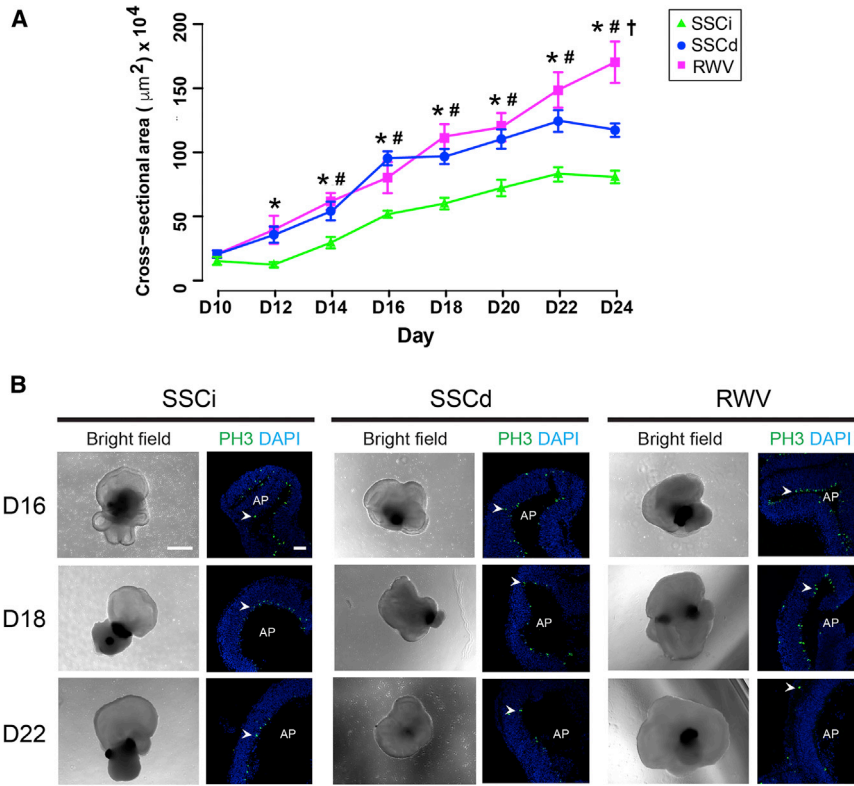 A
Cross-sectional area ( μm²) x 10⁴
200
150
100
50
0
* * # * # * # * # * # * # †
D10 D12 D14 D16 D18 D20 D22 D24
Day
SSCi
SSCd
RWV
B
SSCi SSCd RWV
Bright field PH3 DAPI Bright field PH3 DAPI Bright field PH3 DAPI
D16 AP AP AP
D18 AP AP AP
D22 AP AP AP